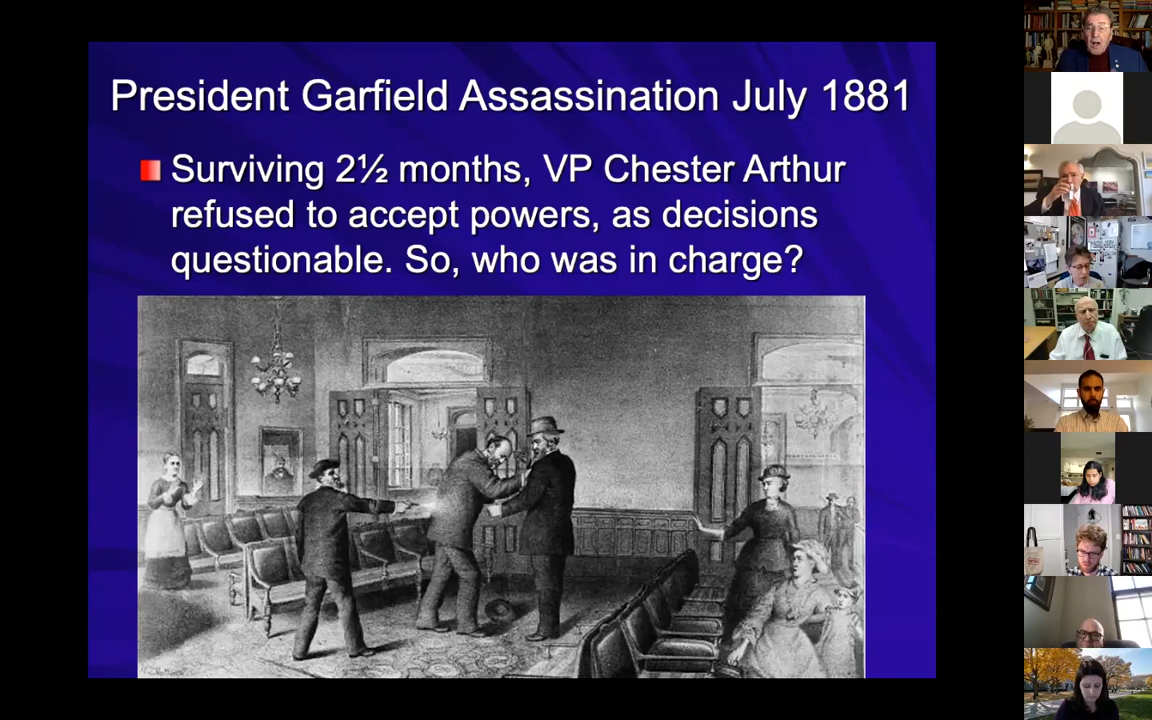 President Garfield Assassination July 1881
Surviving 2½ months, VP Chester Arthur
refused to accept powers, as decisions
questionable. So, who was in charge?